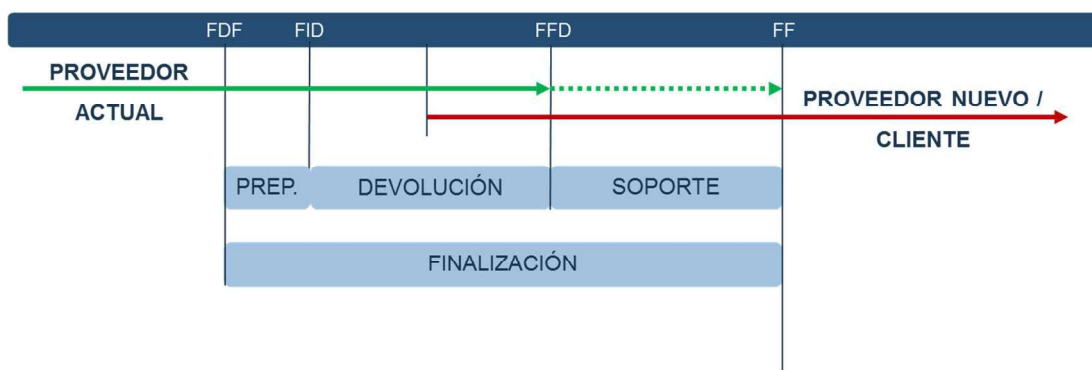 FDF FID FFD FF
PROVEEDOR
ACTUAL
PROVEEDOR NUEVO /
CLIENTE
PREP. DEVOLUCIÓN SOPORTE
FINALIZACIÓN